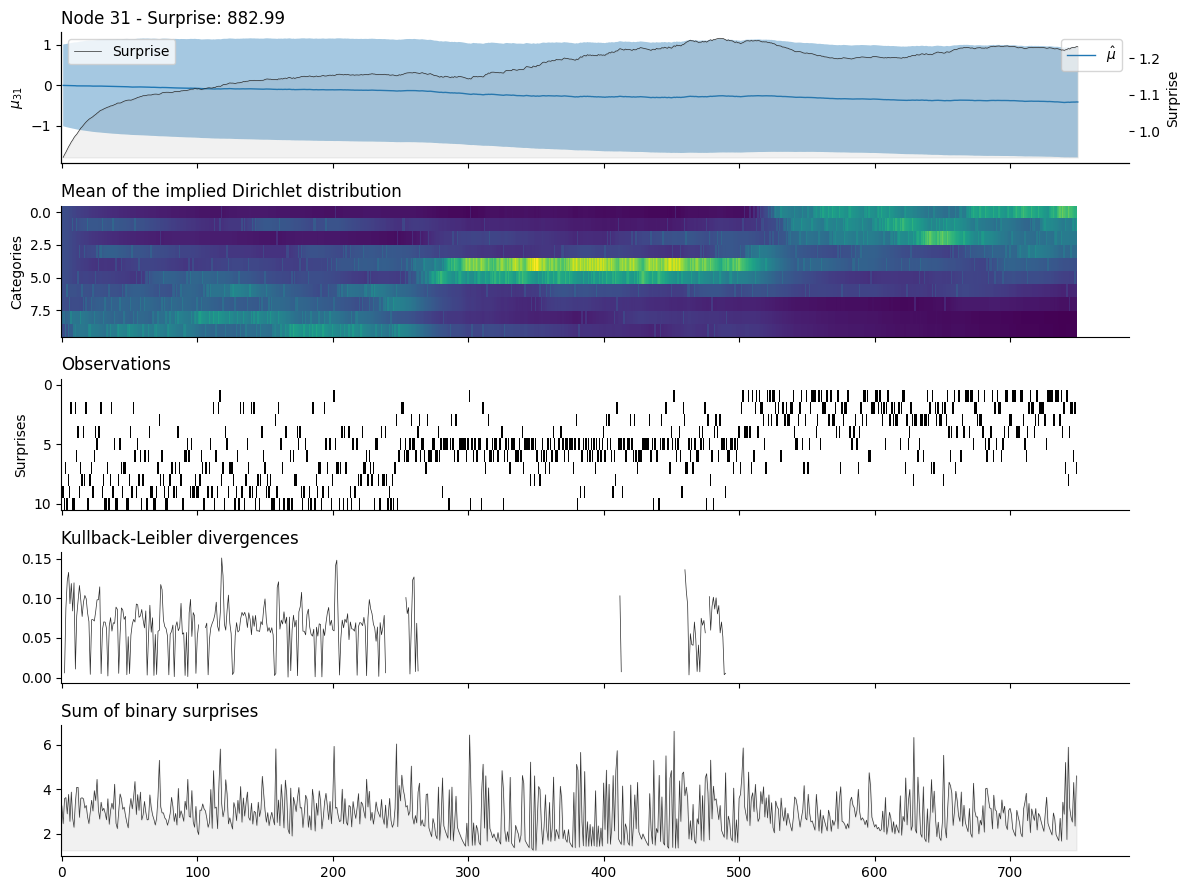 Node 31 - Surprise: 882.99
1
0
−1
μ31
Surprise
μ̂
1.2
1.1
1.0
Surprise
Mean of the implied Dirichlet distribution
0.0
2.5
5.0
7.5
Categories
Observations
0
5
10
Surprises
Kullback-Leibler divergences
0.15
0.10
0.05
0.00
Sum of binary surprises
6
4
2
0 100 200 300 400 500 600 700